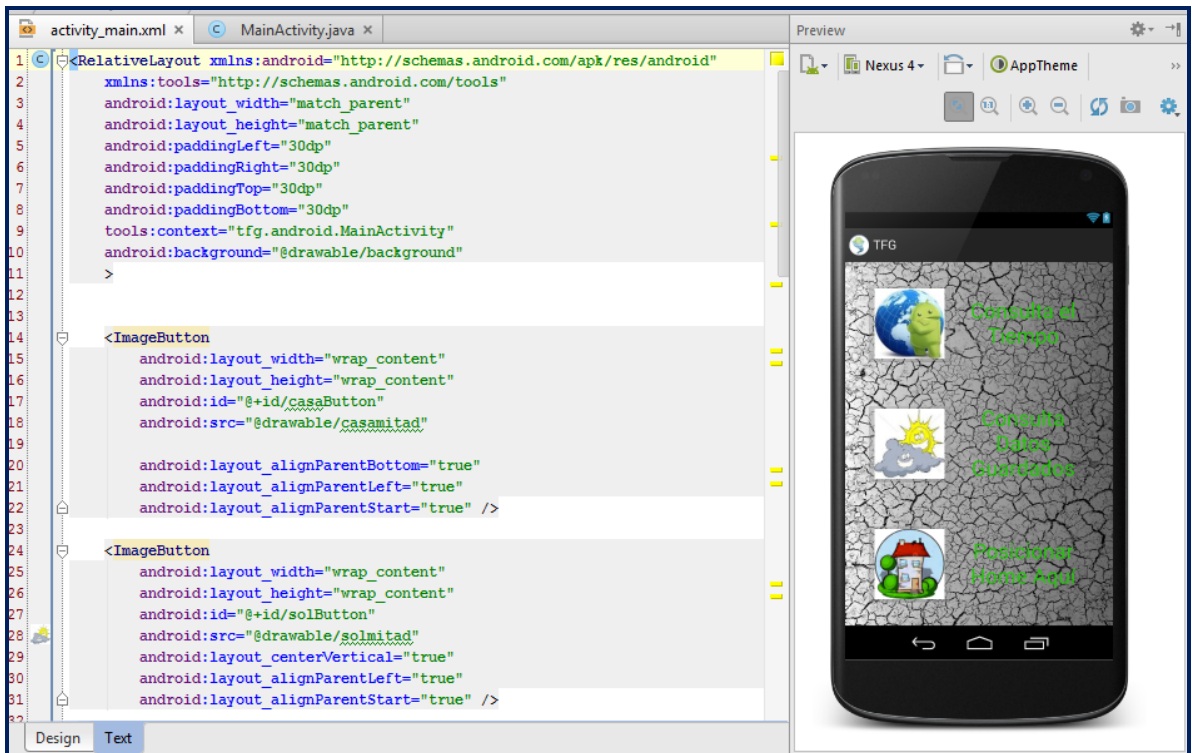 activity_main.xml × MainActivity.java ×
1 <RelativeLayout xmlns:android="http://schemas.android.com/apk/res/android"
2 xmlns:tools="http://schemas.android.com/tools"
3 android:layout_width="match_parent"
4 android:layout_height="match_parent"
5 android:paddingLeft="30dp"
6 android:paddingRight="30dp"
7 android:paddingTop="30dp"
8 android:paddingBottom="30dp"
9 tools:context="tfg.android.MainActivity"
10 android:background="@drawable/background"
11 >
12
13
14 <ImageButton
15 android:layout_width="wrap_content"
16 android:layout_height="wrap_content"
17 android:id="@+id/casaButton"
18 android:src="@drawable/casamitad"
19
20 android:layout_alignParentBottom="true"
21 android:layout_alignParentLeft="true"
22 android:layout_alignParentStart="true" />
23
24 <ImageButton
25 android:layout_width="wrap_content"
26 android:layout_height="wrap_content"
27 android:id="@+id/solButton"
28 android:src="@drawable/solmitad"
29 android:layout_centerVertical="true"
30 android:layout_alignParentLeft="true"
31 android:layout_alignParentStart="true" />
32
Design Text
Preview
Nexus 4 AppTheme
TFG
Consulta el
Tiempo
Consulta
Datos
Guardados
Posicionar
Home Aquí